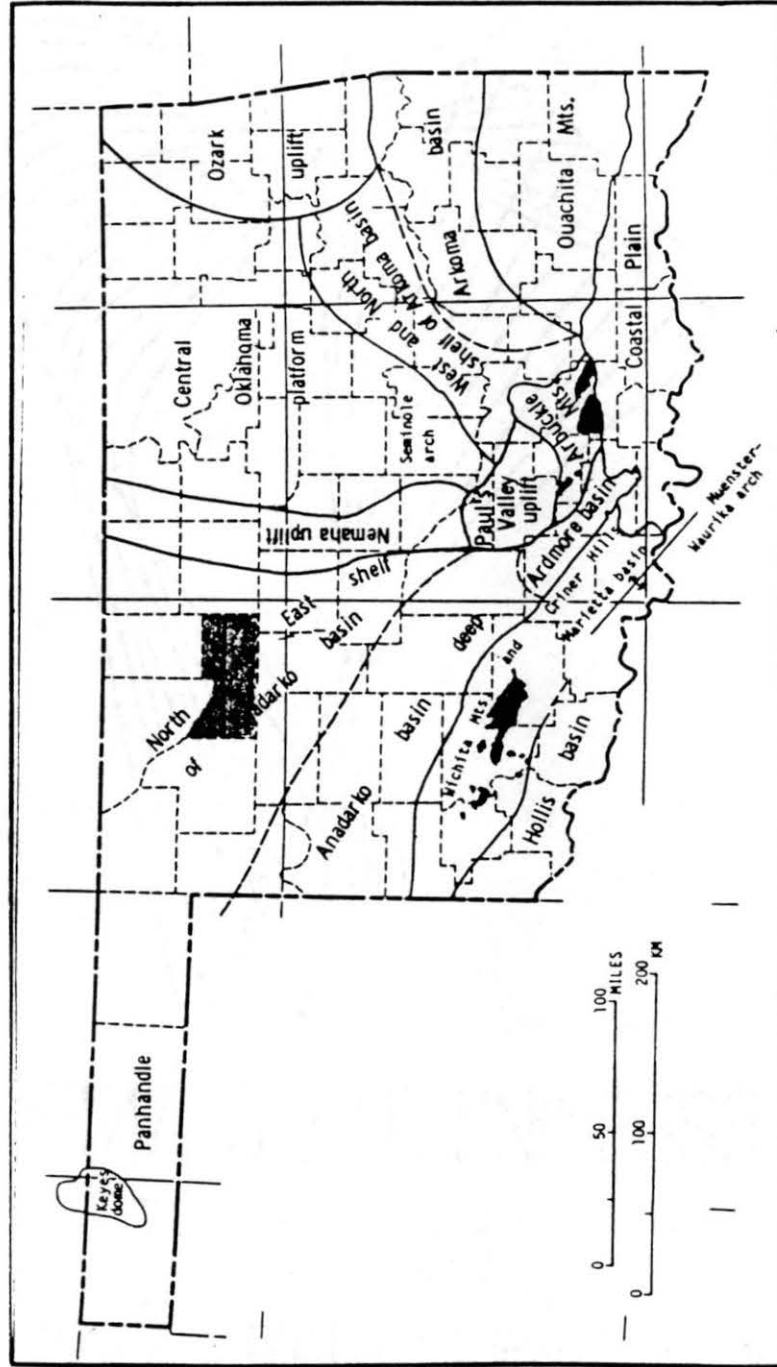 Keyes
dome
Panhandle
North
of
adarko
East shelf
basin
Nemaha uplift
Central
Oklahoma
platform
Ozark
uplift
Seminole
arch
West and North
shelf of Arkoma basin
Arkoma
basin
Ouachita
Mts.
Coastal
Plain
Arbuckle
Mts.
Paul's
Valley
uplift
Ardmore basin
Criner Hills
Marietta basin
Muenster-
Waurika arch
Anadarko
basin
deep
Wichita Mts. and
Hollis
basin
0 50 100
MILES
0 100 200
KM